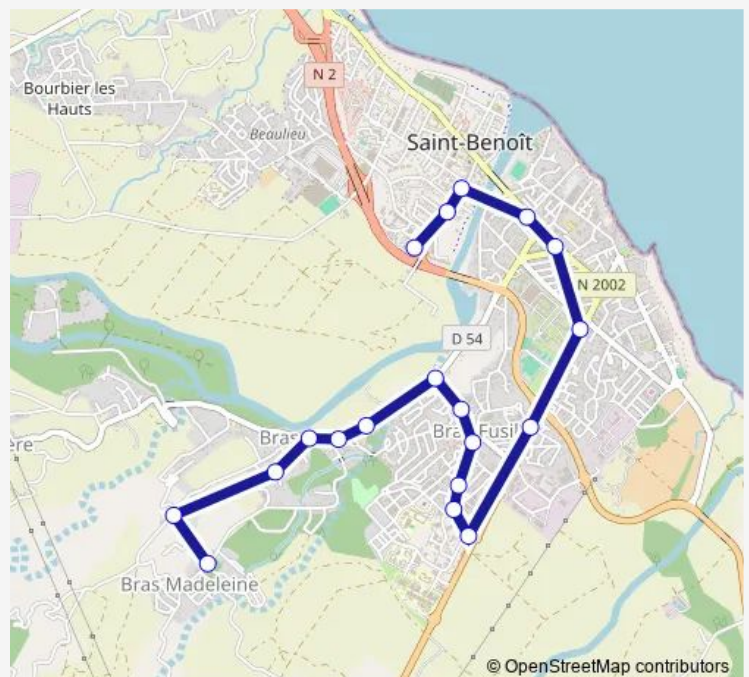 N 2
Bourbier les
Hauts
Beaulieu
Saint-Benoît
N 2002
D 54
Bras
Bras Fusil
ère
Bras Madeleine
© OpenStreetMap contributors